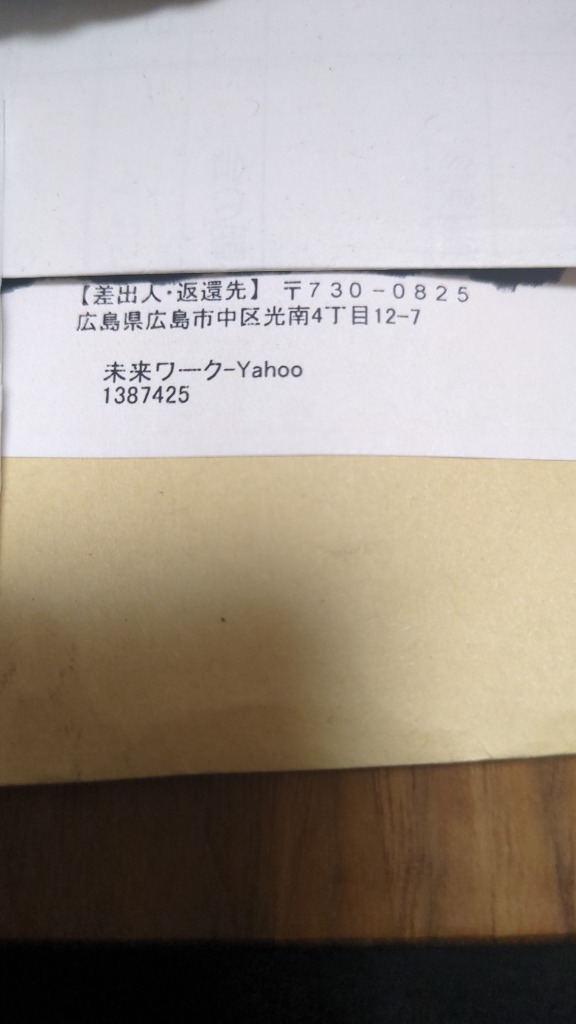 【差出人・返還先】 〒７３０－０８２５
広島県広島市中区光南4丁目12-7
未来ワーク-Yahoo
1387425